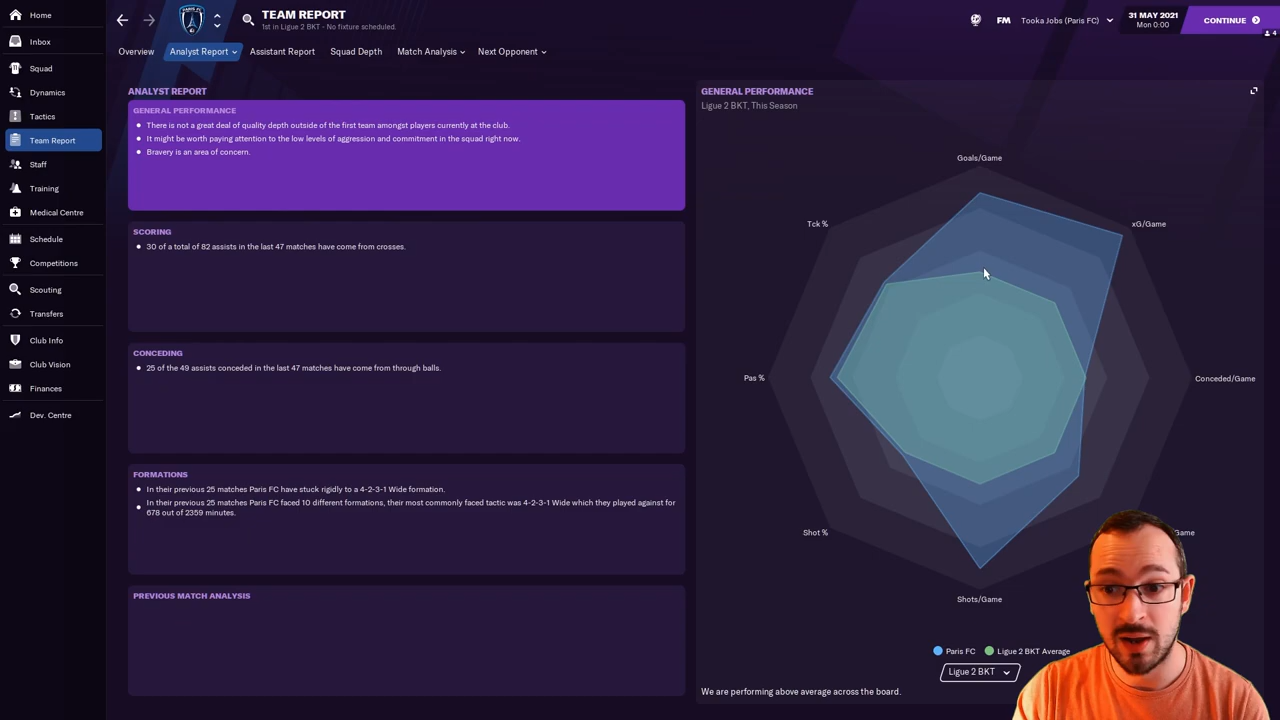 Home
Inbox
Squad
Dynamics
Tactics
Team Report
Staff
Training
Medical Centre
Schedule
Competitions
Scouting
Transfers
Club Info
Club Vision
Finances
Dev. Centre
TEAM REPORT
1st in Ligue 2 BKT - No fixture scheduled.
FM
Tooka Jobs (Paris FC)
31 MAY 2021
Mon 0:00
CONTINUE
4
Overview
Analyst Report
Assistant Report
Squad Depth
Match Analysis
Next Opponent
ANALYST REPORT
GENERAL PERFORMANCE
There is not a great deal of quality depth outside of the first team amongst players currently at the club.
It might be worth paying attention to the low levels of aggression and commitment in the squad right now.
Bravery is an area of concern.
SCORING
30 of a total of 82 assists in the last 47 matches have come from crosses.
CONCEDING
25 of the 49 assists conceded in the last 47 matches have come from through balls.
FORMATIONS
In their previous 25 matches Paris FC have stuck rigidly to a 4-2-3-1 Wide formation.
In their previous 25 matches Paris FC faced 10 different formations, their most commonly faced tactic was 4-2-3-1 Wide which they played against for
678 out of 2359 minutes.
PREVIOUS MATCH ANALYSIS
GENERAL PERFORMANCE
Ligue 2 BKT, This Season
Goals/Game
Tck %
xG/Game
Pas %
Conceded/Game
Shot %
Game
Shots/Game
Paris FC
Ligue 2 BKT Average
Ligue 2 BKT
We are performing above average across the board.